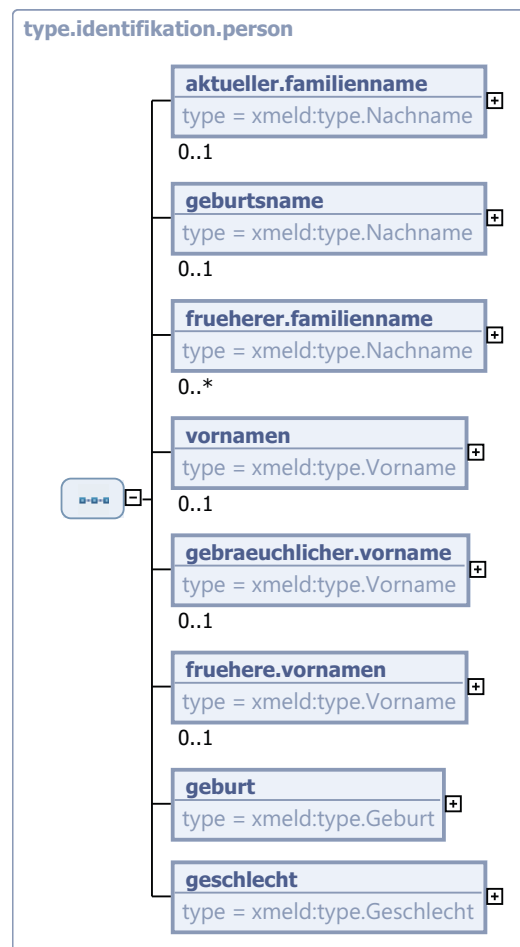 type.identifikation.person
aktueller.familienname
type = xmeld:type.Nachname
0..1
geburtsname
type = xmeld:type.Nachname
0..1
frueherer.familienname
type = xmeld:type.Nachname
0..*
vornamen
type = xmeld:type.Vorname
0..1
gebraeuchlicher.vorname
type = xmeld:type.Vorname
0..1
fruehere.vornamen
type = xmeld:type.Vorname
0..1
geburt
type = xmeld:type.Geburt
geschlecht
type = xmeld:type.Geschlecht